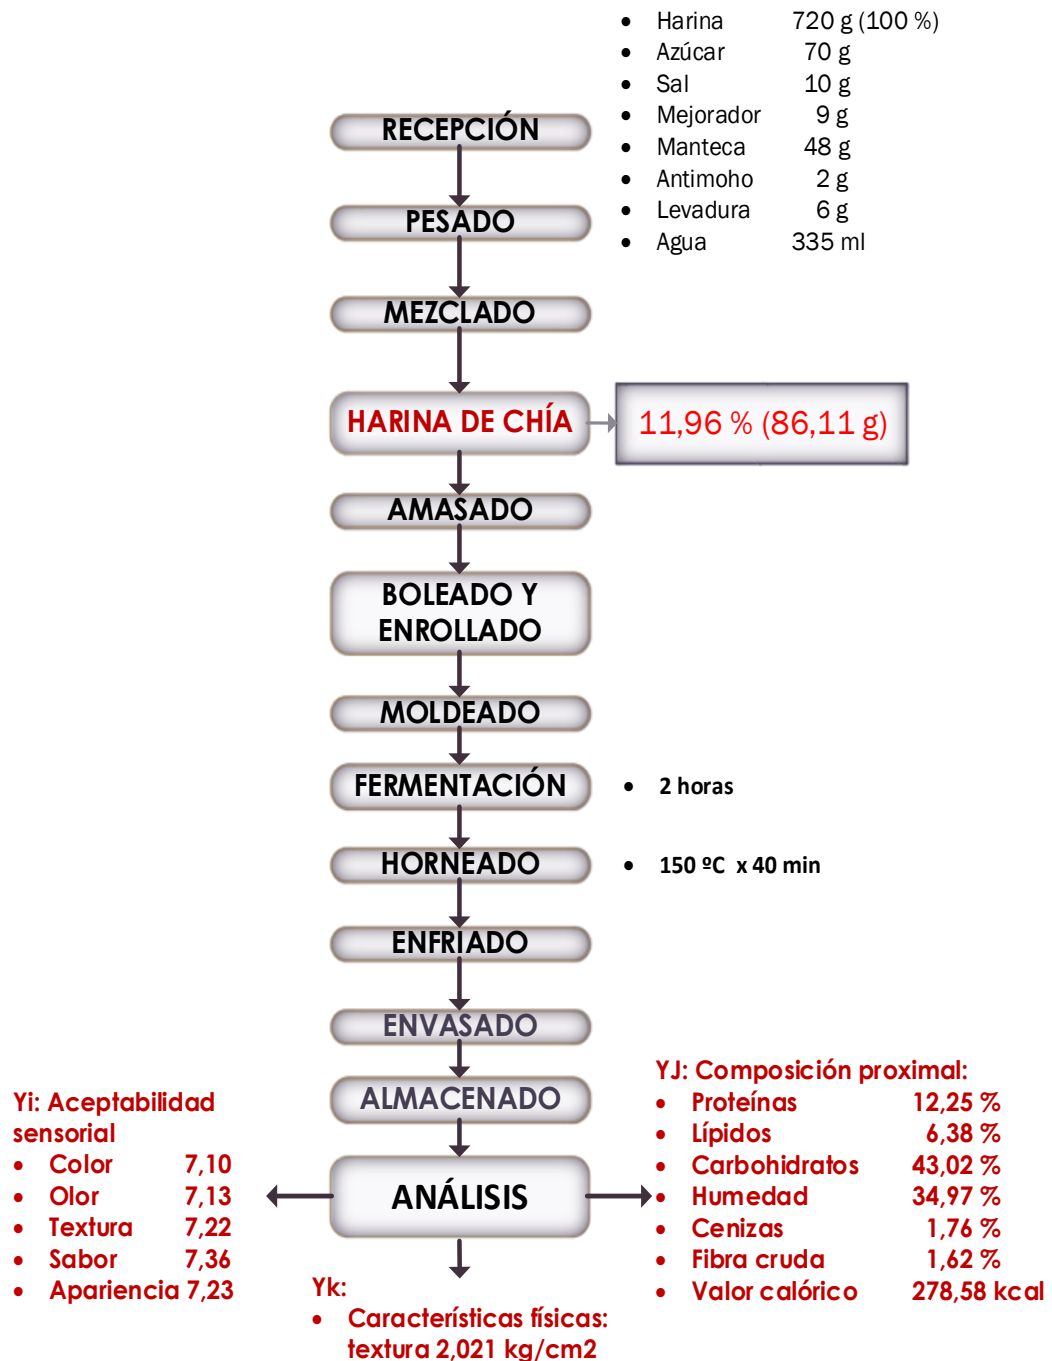 • Harina 720 g (100 %)
• Azúcar 70 g
• Sal 10 g
• Mejorador 9 g
• Manteca 48 g
• Antimoho 2 g
• Levadura 6 g
• Agua 335 ml
RECEPCIÓN
PESADO
MEZCLADO
HARINA DE CHÍA
11,96 % (86,11 g)
AMASADO
BOLEADO Y
ENROLLADO
MOLDEADO
FERMENTACIÓN
• 2 horas
HORNEADO
• 150 ºC x 40 min
ENFRIADO
ENVASADO
ALMACENADO
ANÁLISIS
Yi: Aceptabilidad
sensorial
• Color 7,10
• Olor 7,13
• Textura 7,22
• Sabor 7,36
• Apariencia 7,23
Yk:
• Características físicas:
textura 2,021 kg/cm2
YJ: Composición proximal:
• Proteínas 12,25 %
• Lípidos 6,38 %
• Carbohidratos 43,02 %
• Humedad 34,97 %
• Cenizas 1,76 %
• Fibra cruda 1,62 %
• Valor calórico 278,58 kcal